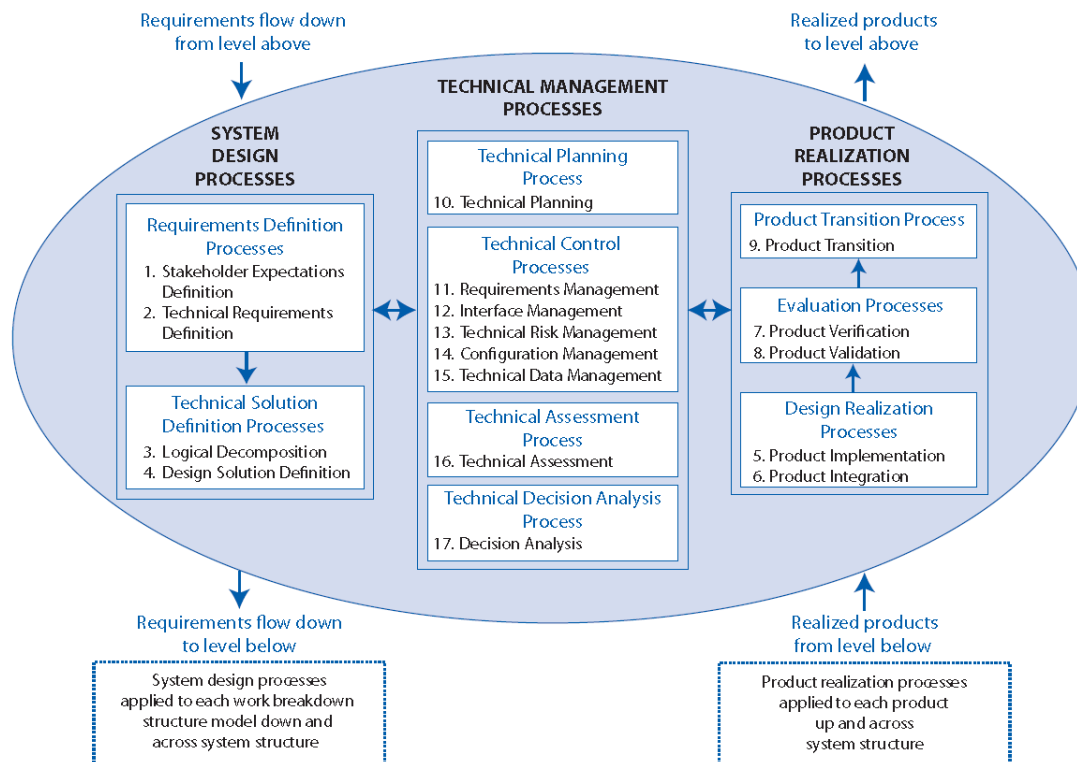 Requirements flow down
from level above
Realized products
to level above
TECHNICAL MANAGEMENT
PROCESSES
SYSTEM
DESIGN
PROCESSES
Requirements Definition
Processes
1. Stakeholder Expectations
Definition
2. Technical Requirements
Definition
Technical Solution
Definition Processes
3. Logical Decomposition
4. Design Solution Definition
Technical Planning
Process
10. Technical Planning
Technical Control
Processes
11. Requirements Management
12. Interface Management
13. Technical Risk Management
14. Configuration Management
15. Technical Data Management
Technical Assessment
Process
16. Technical Assessment
Technical Decision Analysis
Process
17. Decision Analysis
PRODUCT
REALIZATION
PROCESSES
Product Transition Process
9. Product Transition
Evaluation Processes
7. Product Verification
8. Product Validation
Design Realization
Processes
5. Product Implementation
6. Product Integration
Requirements flow down
to level below
System design processes
applied to each work breakdown
structure model down and
across system structure
Realized products
from level below
Product realization processes
applied to each product
up and across
system structure